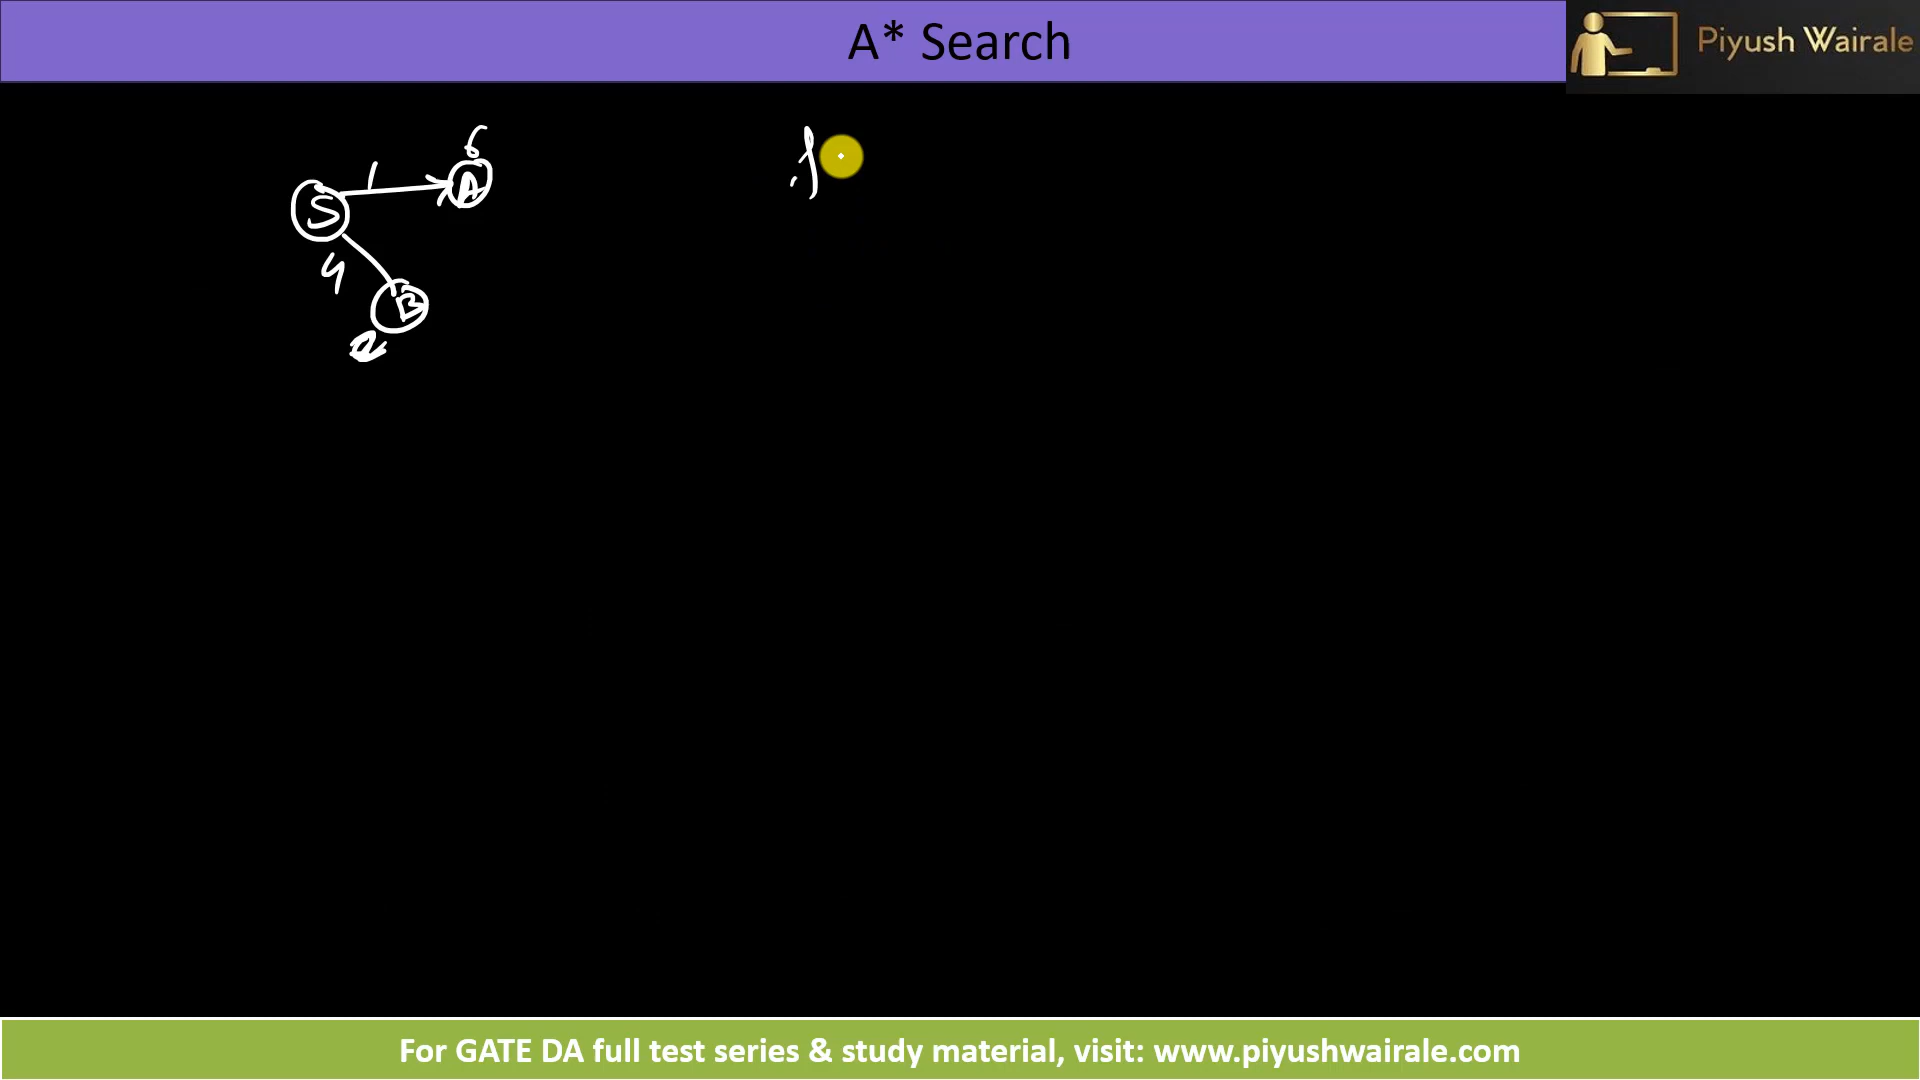 A* Search
Piyush Wairale
6
1
A
S
4
B
2
f
For GATE DA full test series & study material, visit: www.piyushwairale.com